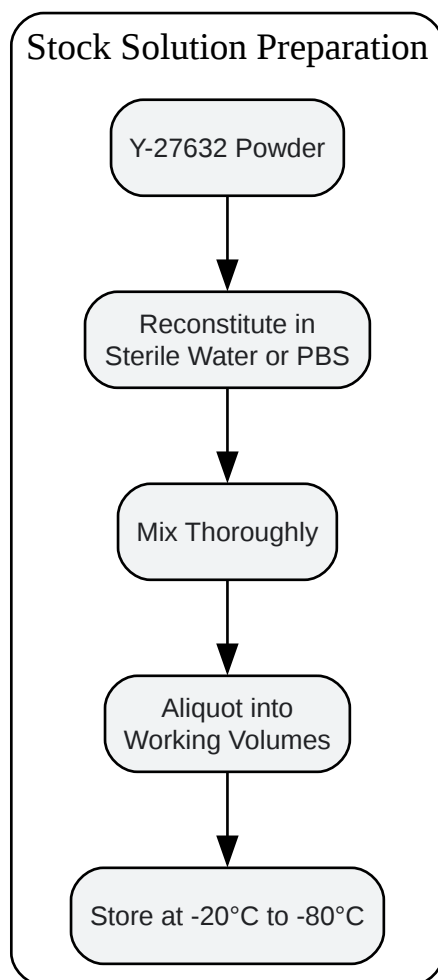 Stock Solution Preparation
Y-27632 Powder
Reconstitute in
Sterile Water or PBS
Mix Thoroughly
Aliquot into
Working Volumes
Store at -20°C to -80°C